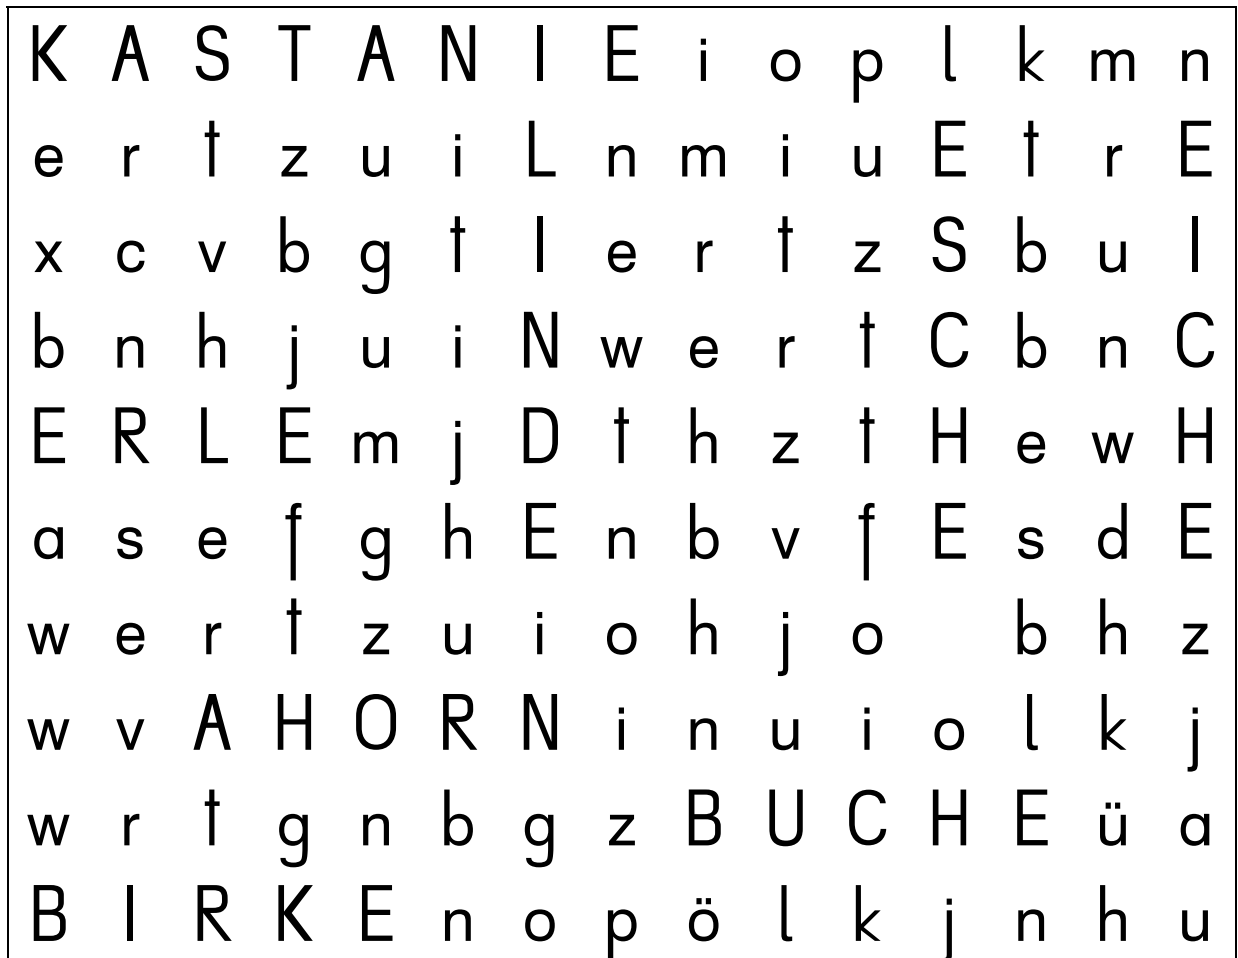 K A S T A N I E i o p l k m n
e r t z u i L n m i u E t r E
x c v b g t I e r t z S b u I
b n h j u i N w e r t C b n C
E R L E m j D t h z t H e w H
a s e f g h E n b v f E s d E
w e r t z u i o h j o b h z
w v A H O R N i n u i o l k j
w r t g n b g z B U C H E ü a
B I R K E n o p ö l k j n h u